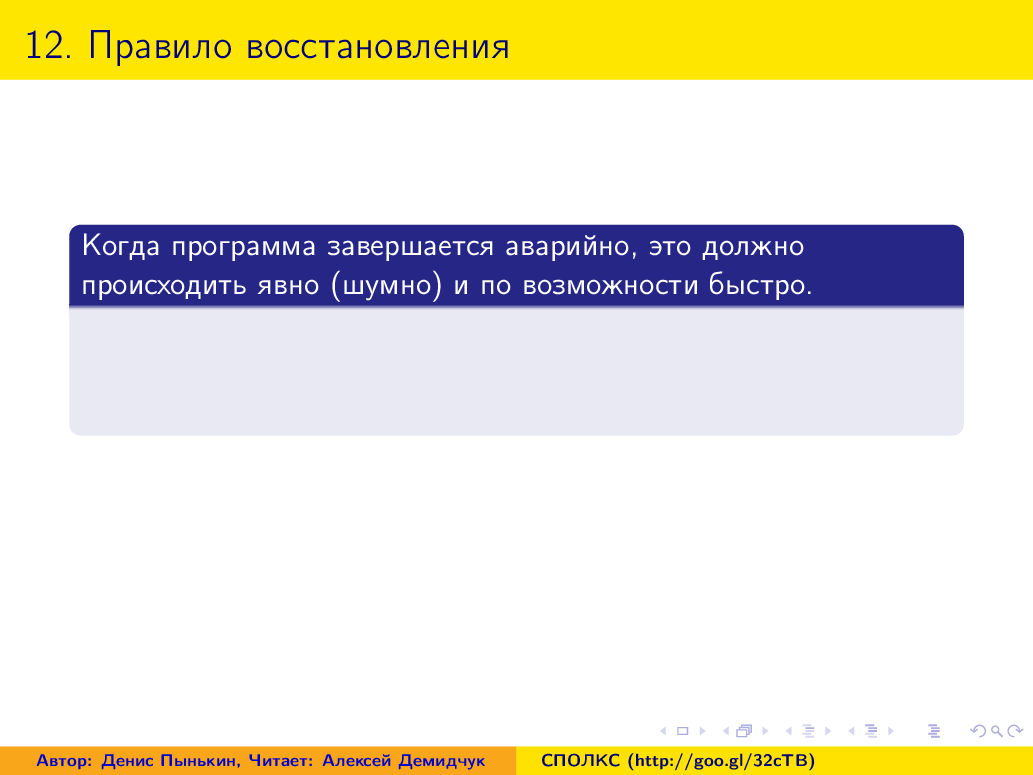 12. Правило восстановления
Когда программа завершается аварийно, это должно
происходить явно (шумно) и по возможности быстро.
Автор: Денис Пынькин, Читает: Алексей Демидчук
СПОЛКС (http://goo.gl/32cTB)